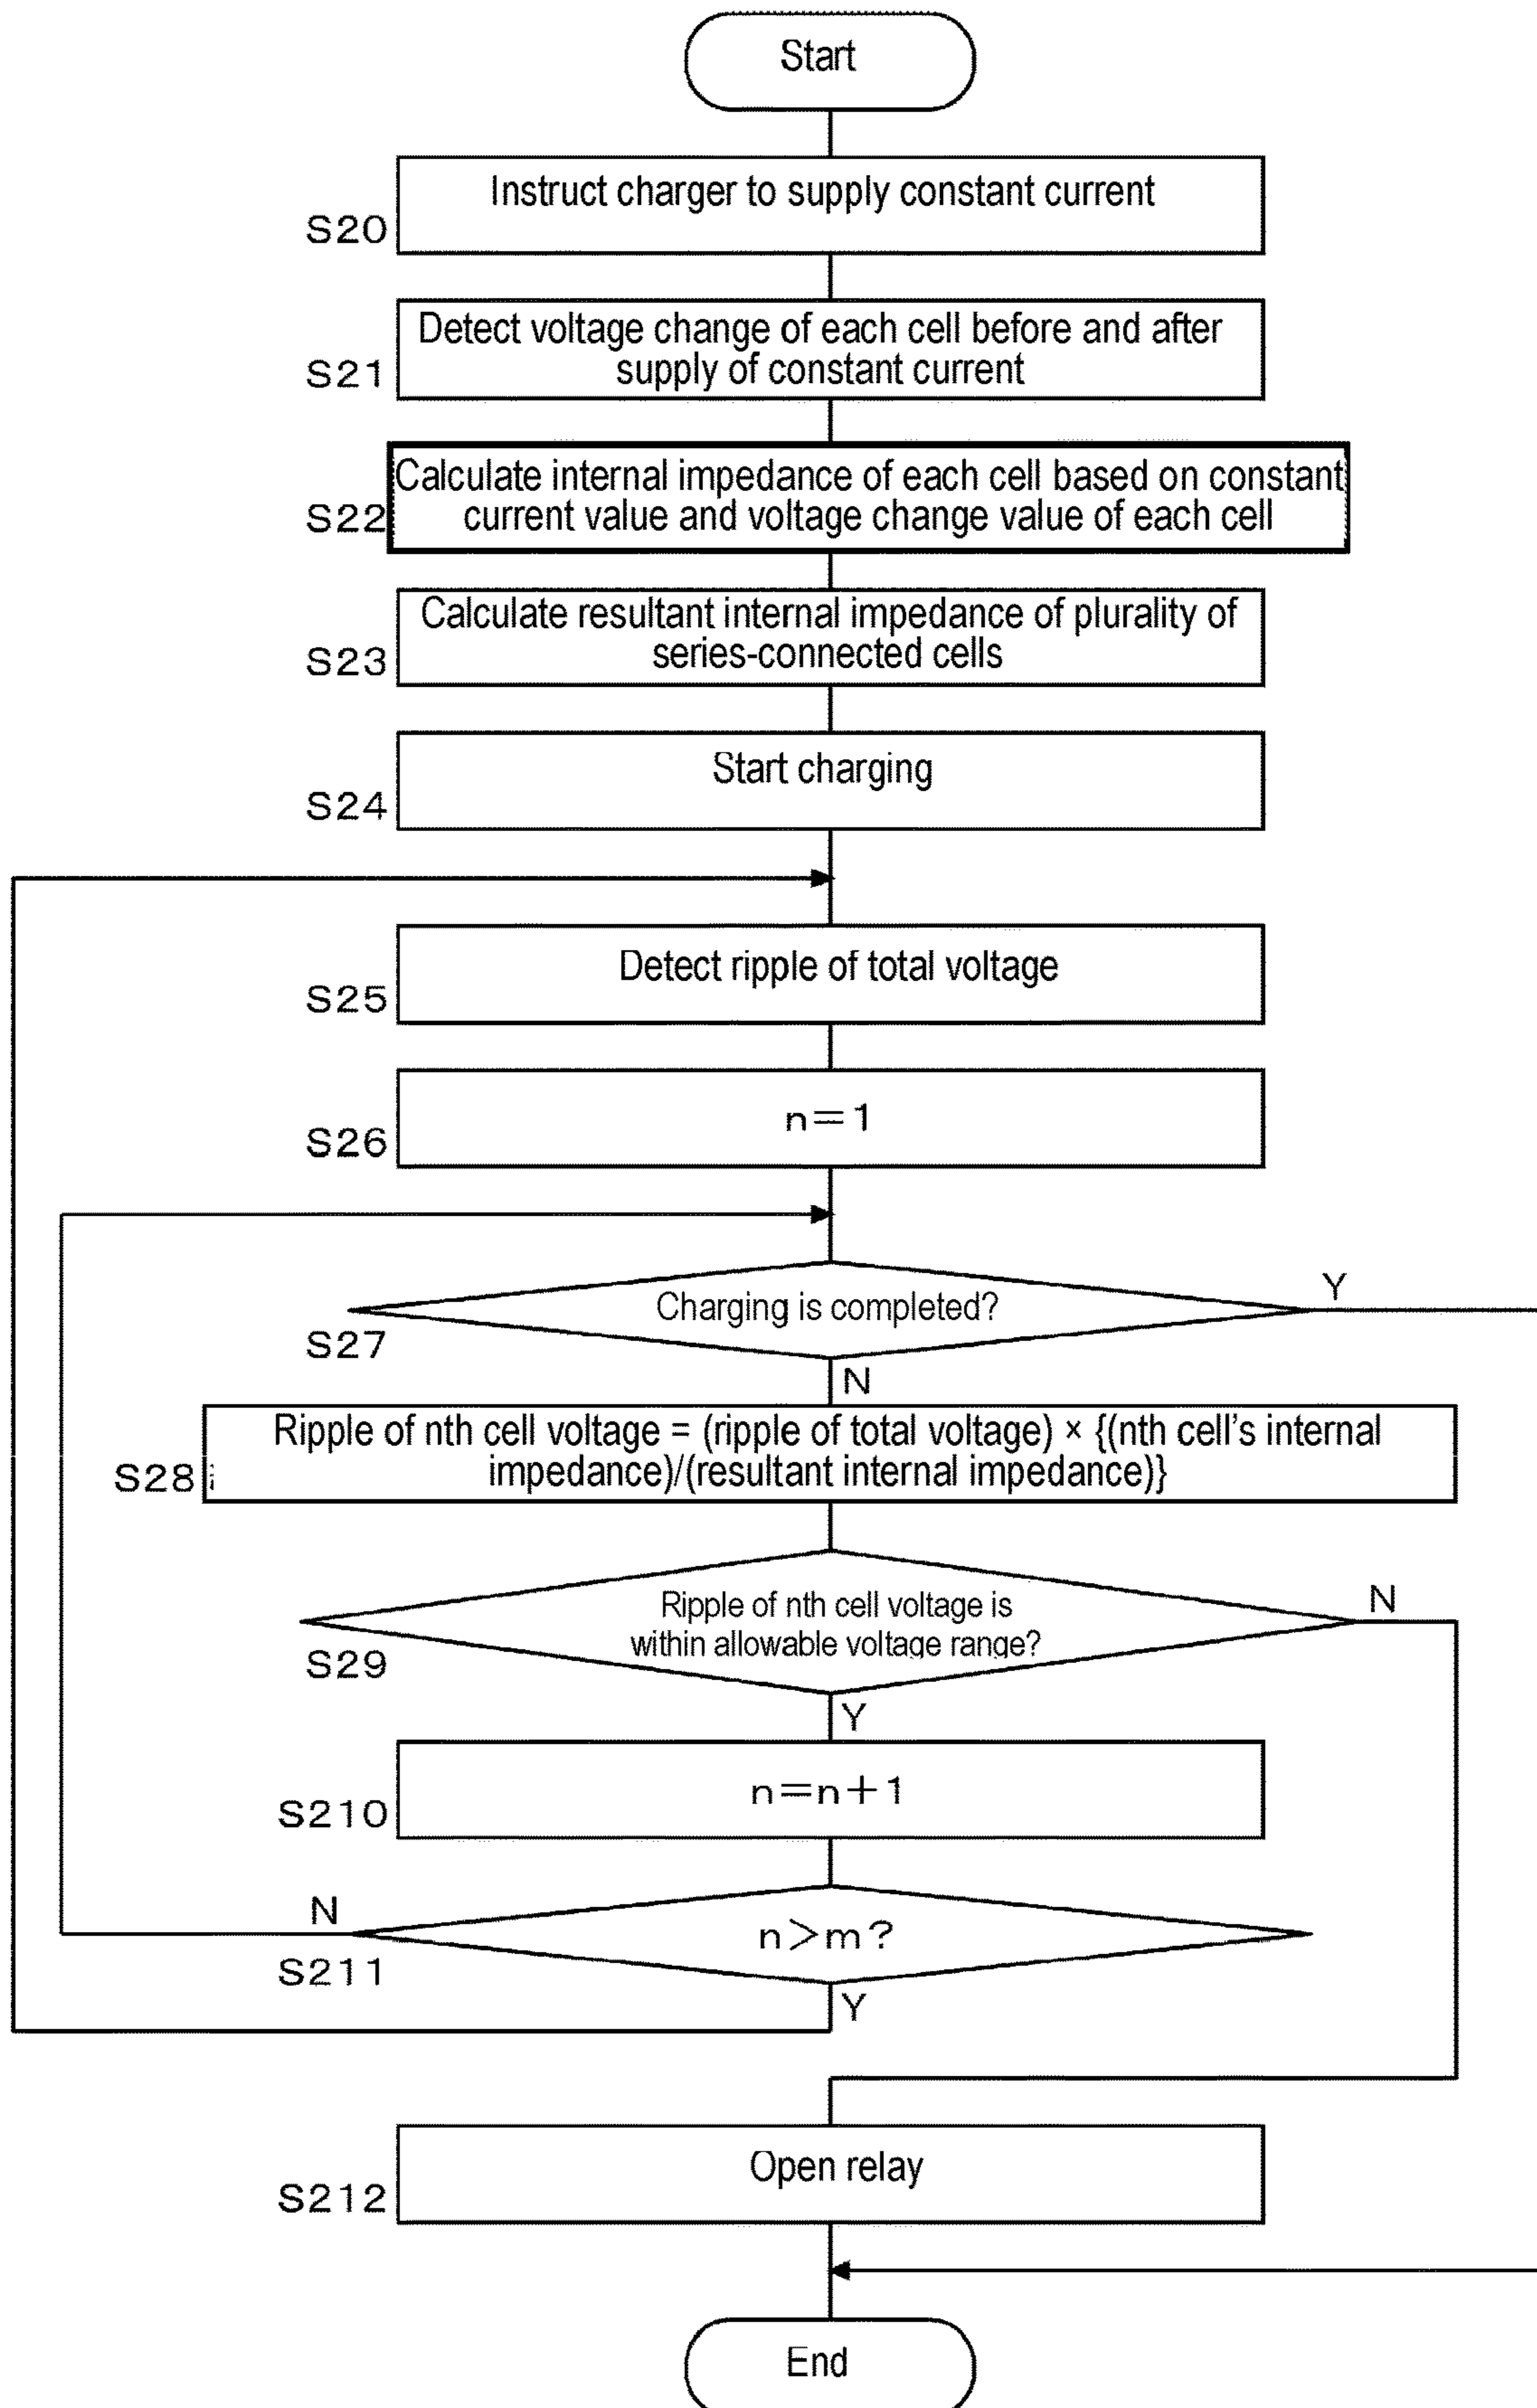 Start
Instruct charger to supply constant current
S20
Detect voltage change of each cell before and after
supply of constant current
S21
Calculate internal impedance of each cell based on constant
current value and voltage change value of each cell
S22
Calculate resultant internal impedance of plurality of
series-connected cells
S23
Start charging
S24
Detect ripple of total voltage
S25
n=1
S26
Charging is completed?
Y
S27
N
Ripple of nth cell voltage = (ripple of total voltage) × {(nth cell's internal
impedance)/(resultant internal impedance)}
S28
Ripple of nth cell voltage is
within allowable voltage range?
N
S29
Y
n=n+1
S210
N
n>m?
S211
Y
Open relay
S212
End